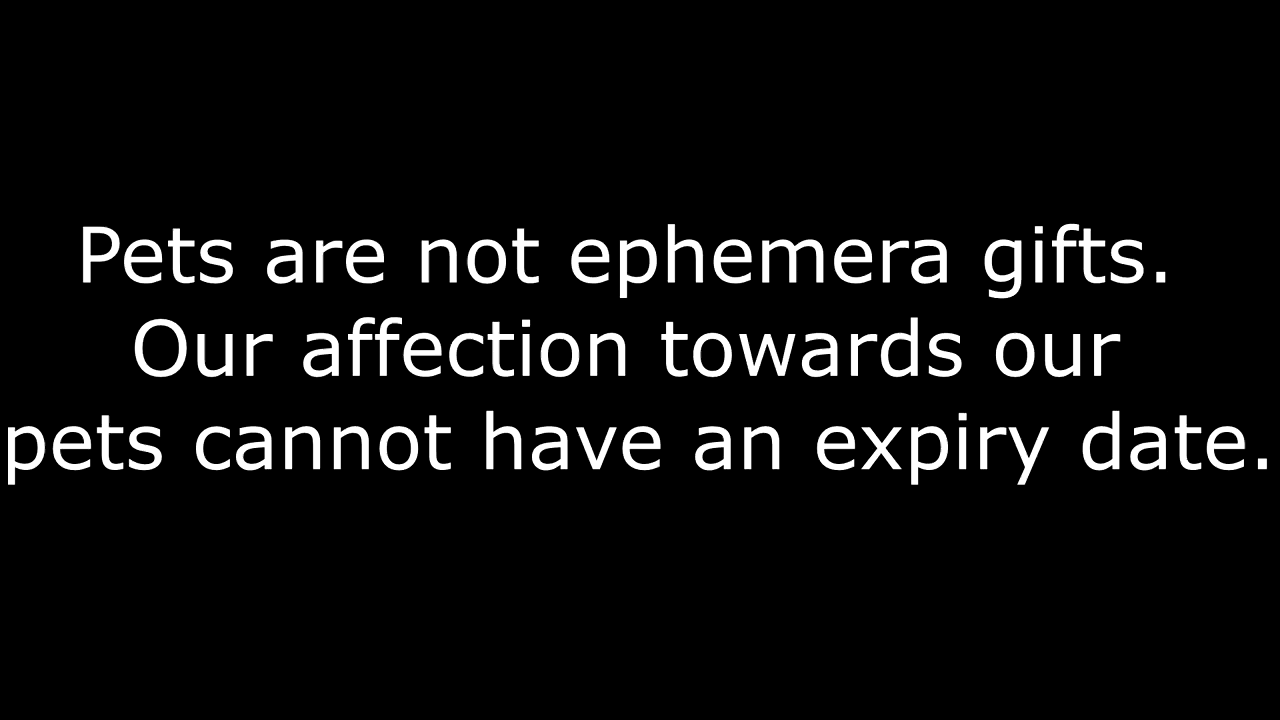 Pets are not ephemera gifts.
Our affection towards our
pets cannot have an expiry date.